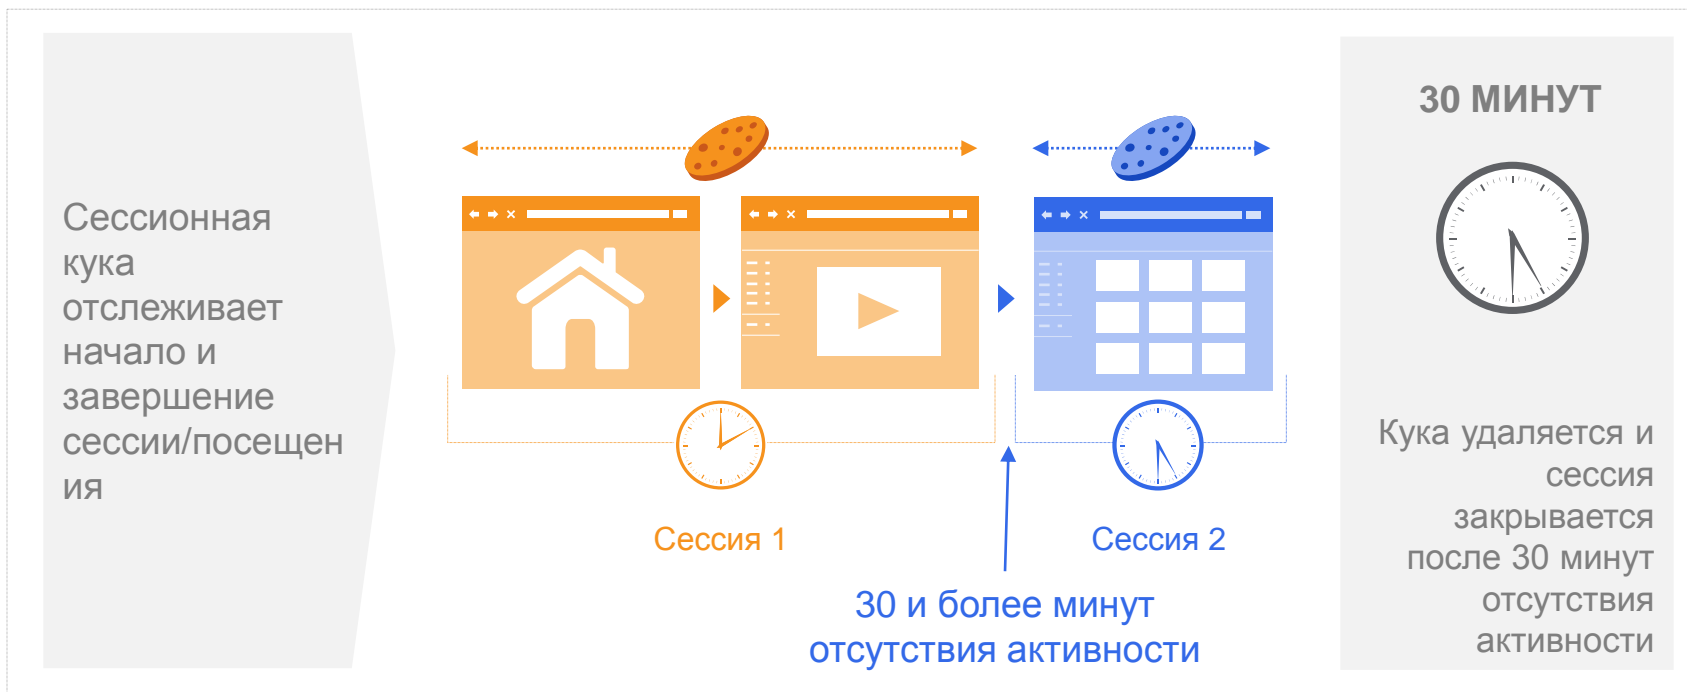 Сессионная
кука
отслеживает
начало и
завершение
сессии/посещен
ия
Сессия 1
Сессия 2
30 и более минут
отсутствия активности
30 МИНУТ
Кука удаляется и
сессия
закрывается
после 30 минут
отсутствия
активности